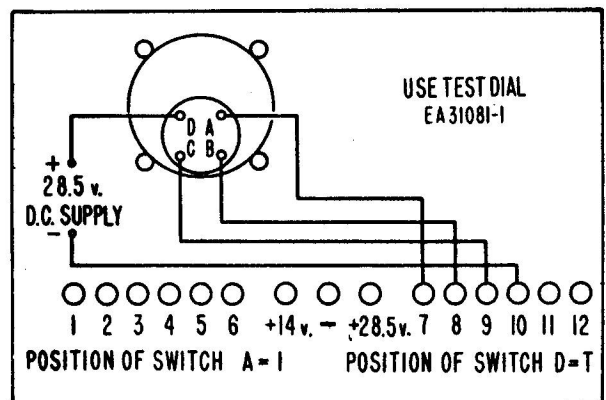 USE TEST DIAL
EA31081-1
D A
C B
+
28.5 v.
D.C. SUPPLY
−
1 2 3 4 5 6 +14 v. − +28.5v. 7 8 9 10 11 12
POSITION OF SWITCH A=1 POSITION OF SWITCH D=T